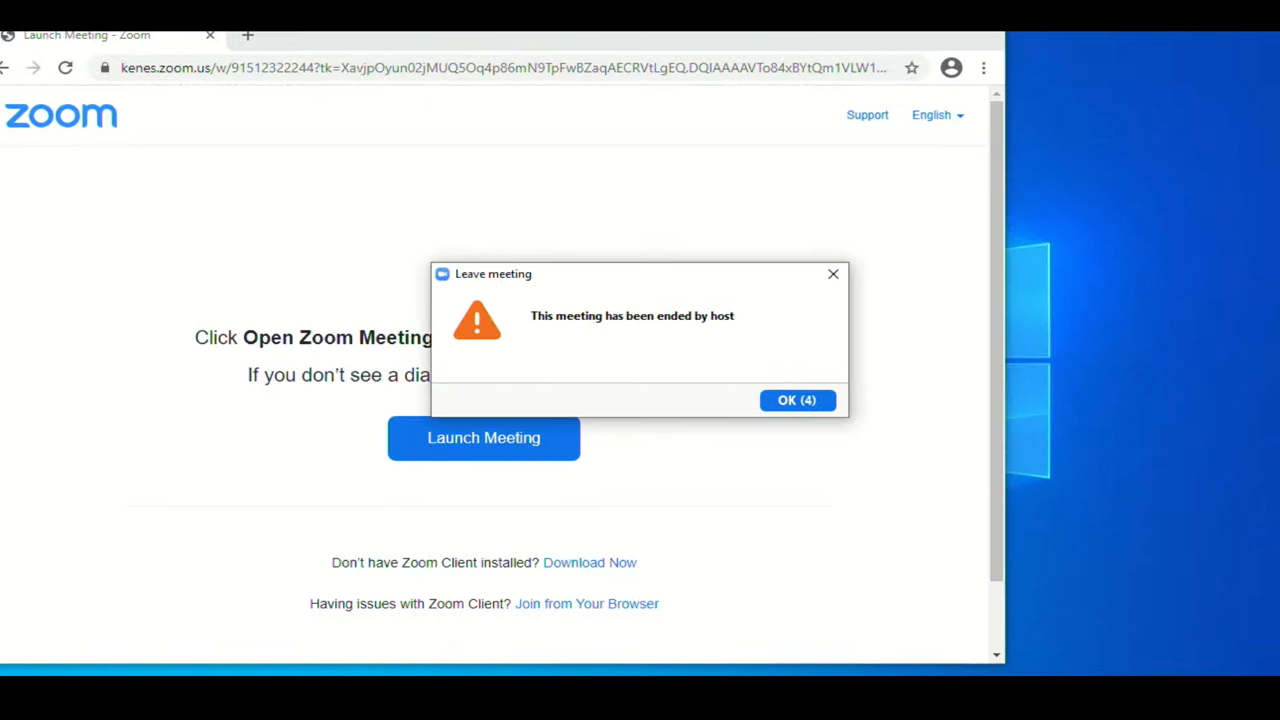 Launch Meeting - Zoom
kenes.zoom.us/w/91512322244?tk=XavjpOyun02jMUQ5Oq4p86mN9TpFwBZaqAECRVtLgEQ.DQIAAAAVTo84xBYtQm1VLW1...
zoom
Support English
Leave meeting
This meeting has been ended by host
Click Open Zoom Meeting
If you don't see a dia
OK (4)
Launch Meeting
Don't have Zoom Client installed? Download Now
Having issues with Zoom Client? Join from Your Browser